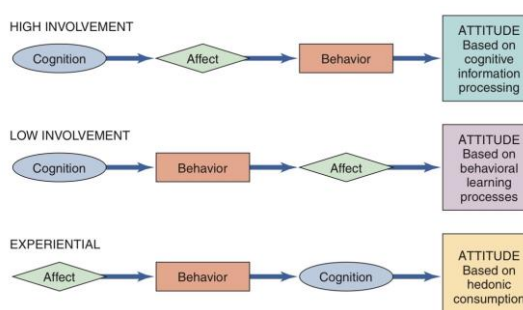 HIGH INVOLVEMENT
Cognition
Affect
Behavior
ATTITUDE
Based on
cognitive
information
processing
LOW INVOLVEMENT
Cognition
Behavior
Affect
ATTITUDE
Based on
behavioral
learning
processes
EXPERIENTIAL
Affect
Behavior
Cognition
ATTITUDE
Based on
hedonic
consumption